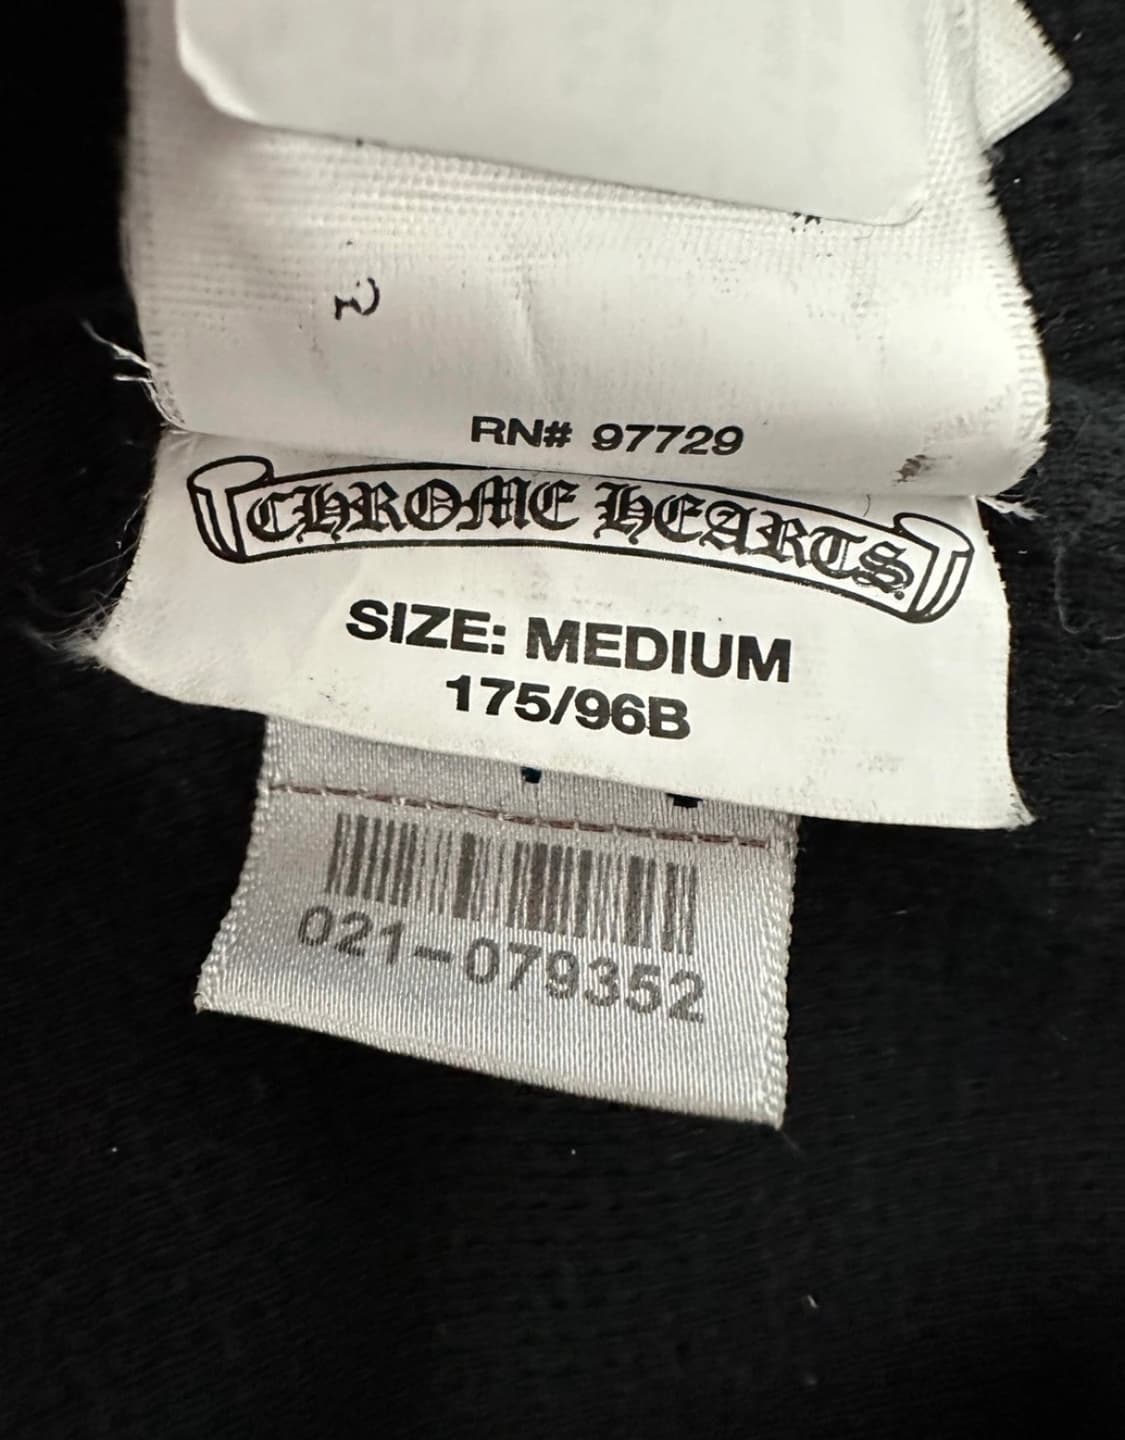 RN# 97729
CHROME HEARTS
SIZE: MEDIUM
175/96B
021-079352